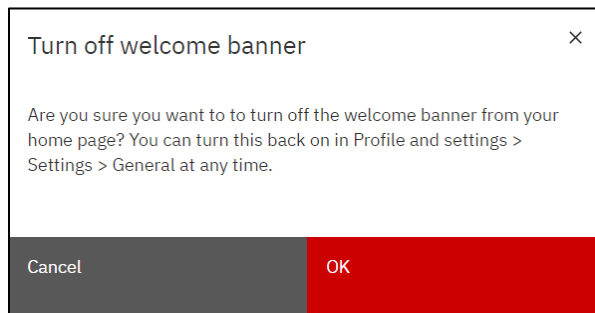 Turn off welcome banner
Are you sure you want to to turn off the welcome banner from your
home page? You can turn this back on in Profile and settings >
Settings > General at any time.
Cancel
OK